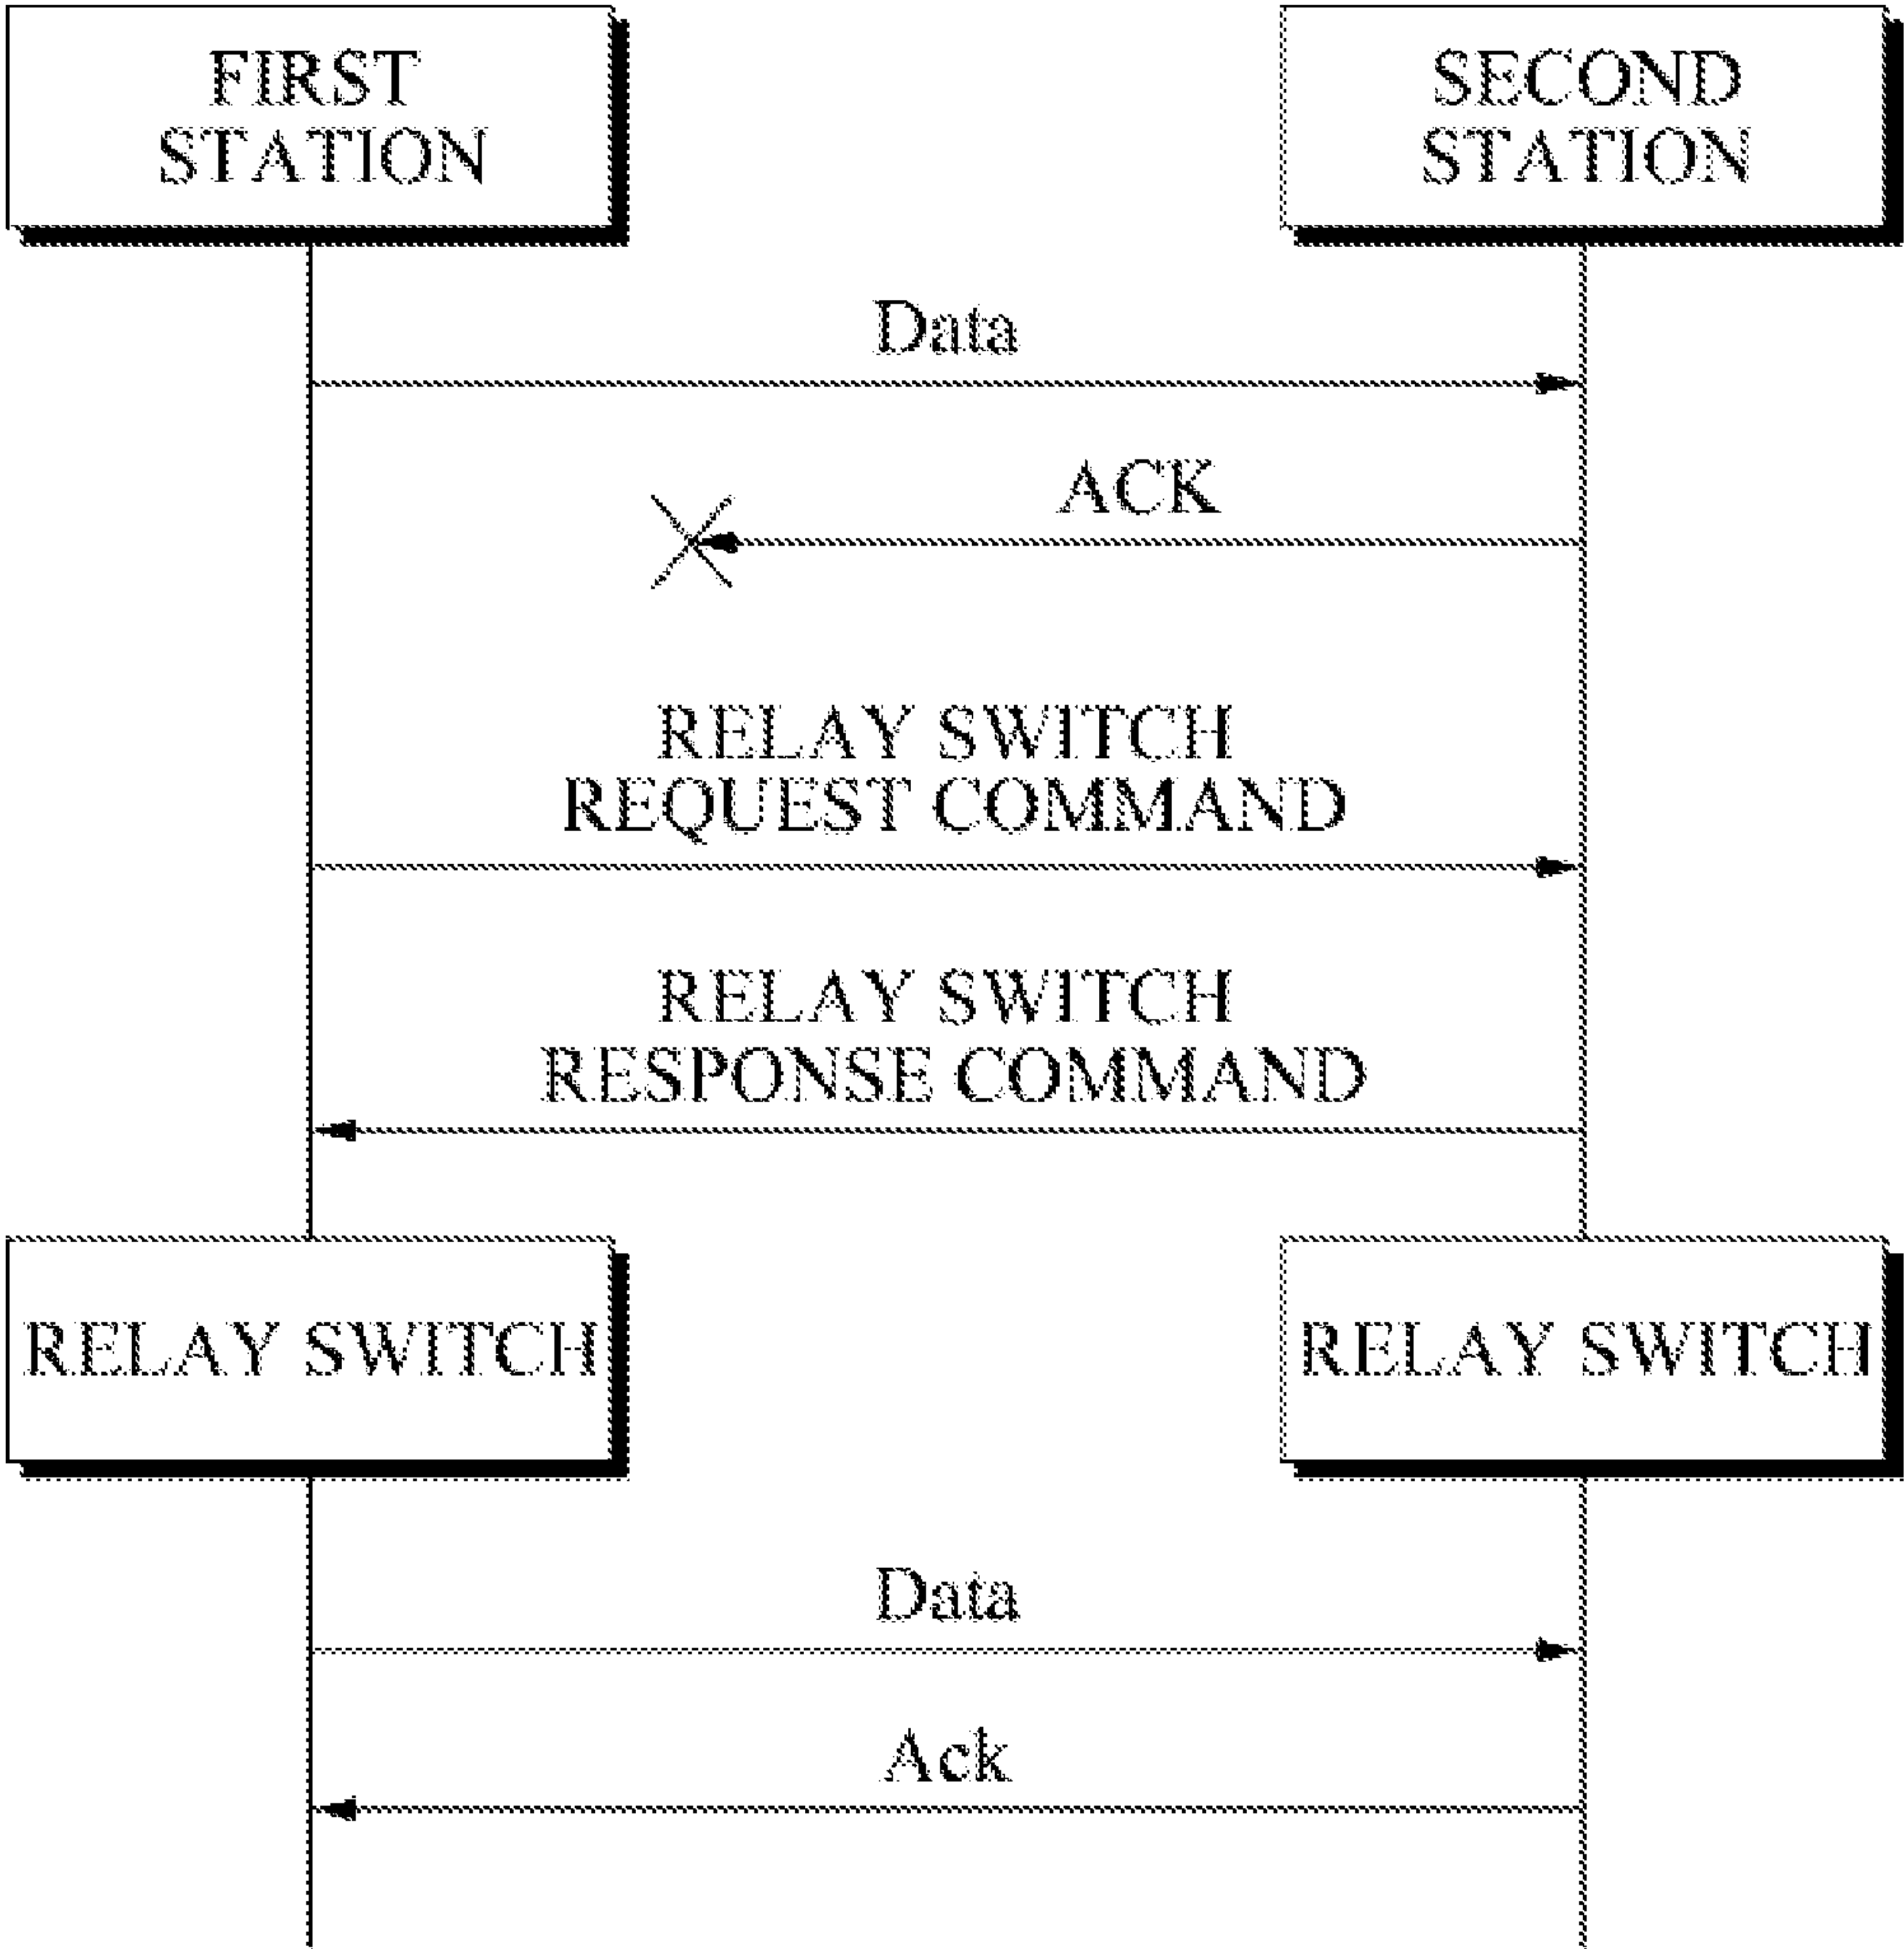 FIRST
STATION
SECOND
STATION
Data
ACK
RELAY SWITCH
REQUEST COMMAND
RELAY SWITCH
RESPONSE COMMAND
RELAY SWITCH
RELAY SWITCH
Data
Ack